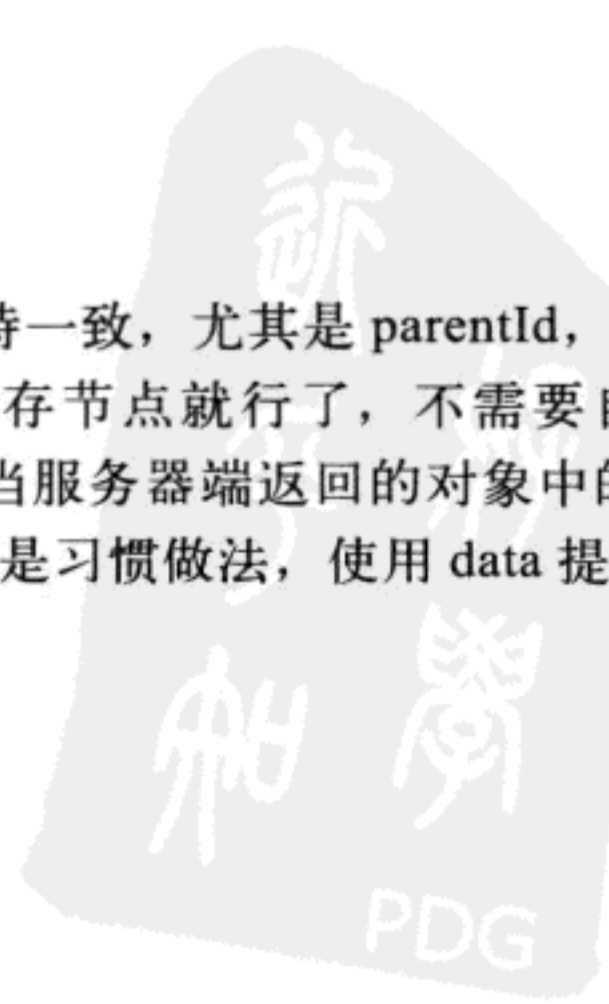 持一致，尤其是 parentId，
存节点就行了，不需要
当服务器端返回的对象中的
是习惯做法，使用 data 提
PDG